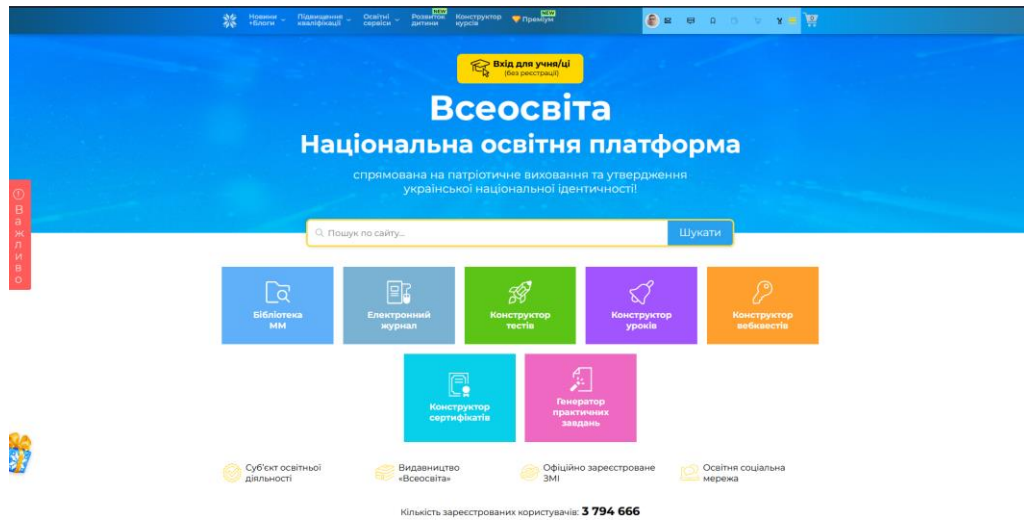 Новини
+блоги
Підвищення
кваліфікації
Освітні
сервіси
NEW
Розвиток
дитини
Конструктор
курсів
NEW
Преміум
Вхід для учня/ці
(без реєстрації)
Всеосвіта
Національна освітня платформа
спрямована на патріотичне виховання та утвердження
української національної ідентичності!
Важливо
Пошук по сайту...
Шукати
Бібліотека
ММ
Електронний
журнал
Конструктор
тестів
Конструктор
уроків
Конструктор
вебквестів
Конструктор
сертифікатів
Генератор
практичних
завдань
Суб'єкт освітньої
діяльності
Видавництво
«Всеосвіта»
Офіційно зареєстроване
ЗМІ
Освітня соціальна
мережа
Кількість зареєстрованих користувачів: 3 794 666